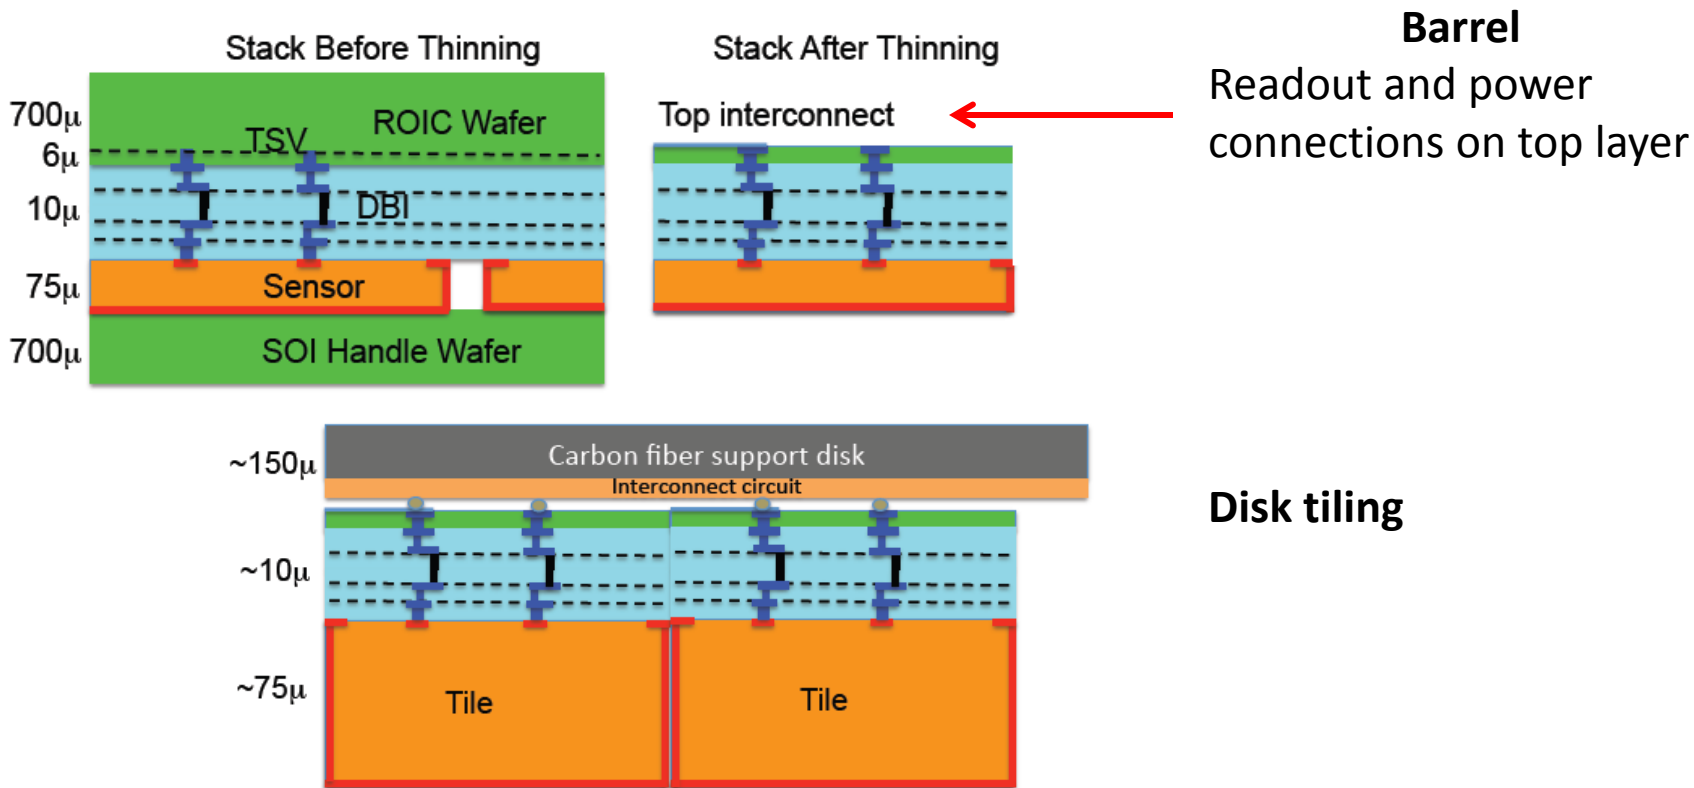 Stack Before Thinning
Stack After Thinning
Barrel
Readout and power
connections on top layer
Top interconnect
700μ
ROIC Wafer
TSV
6μ
10μ
DBI
75μ
Sensor
700μ
SOI Handle Wafer
~150μ
Carbon fiber support disk
Interconnect circuit
Disk tiling
~10μ
~75μ
Tile
Tile